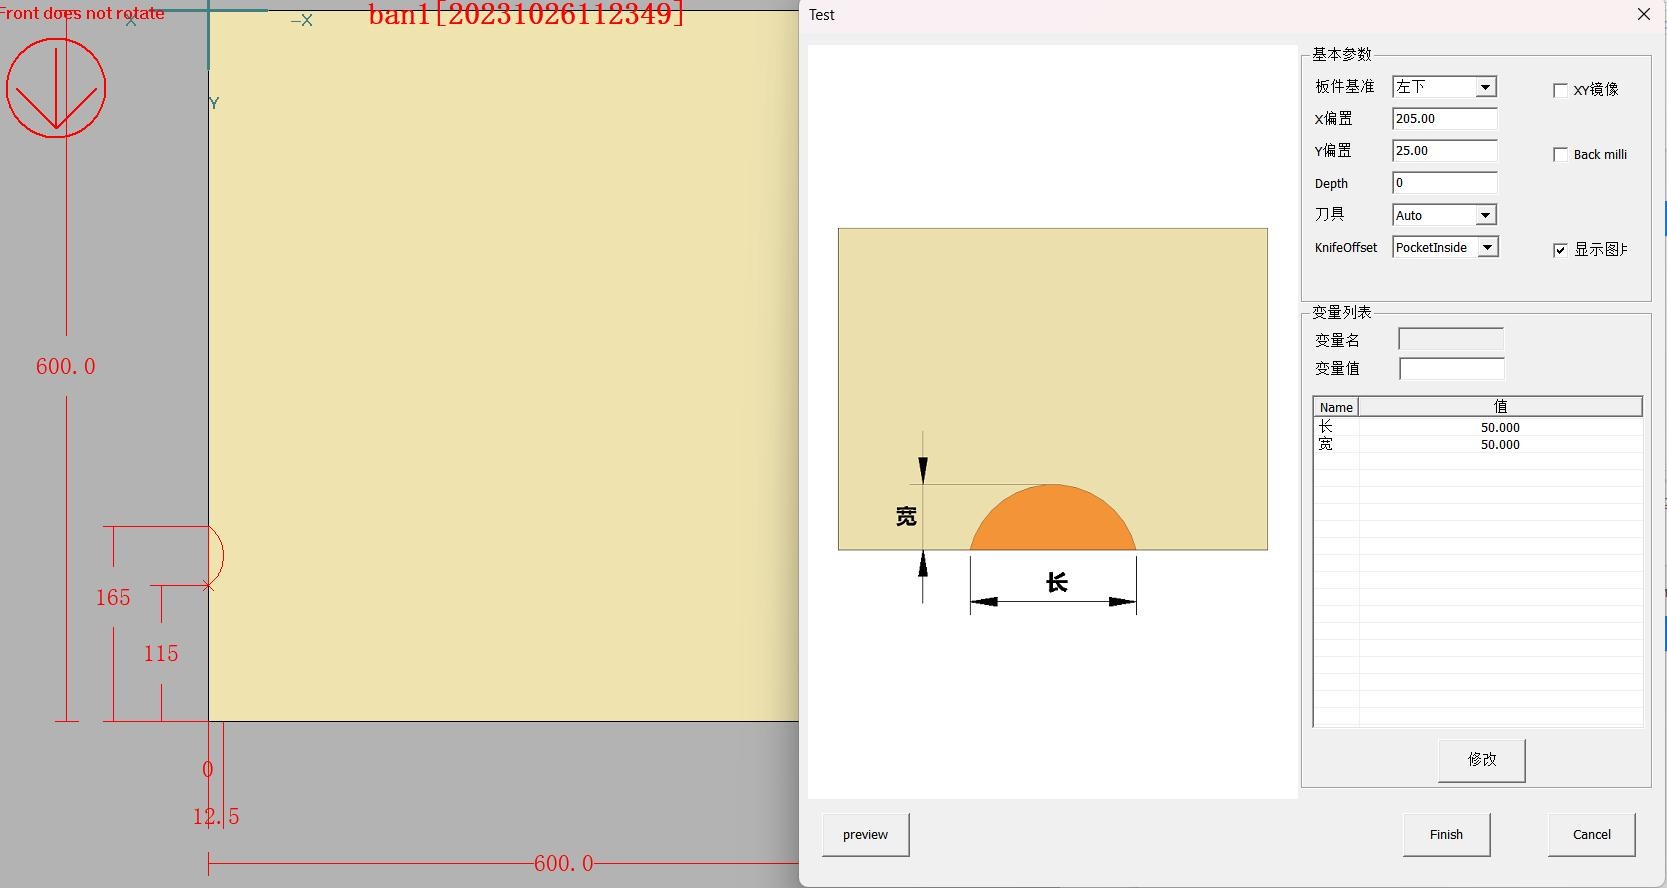 Front does not rotate
X
-X
ban1[20231026112349]
Y
600.0
165
115
0
12.5
600.0
Test
宽
长
基本参数
板件基准 左下
XY镜像
X偏置 205.00
Y偏置 25.00
Back milli
Depth 0
刀具 Auto
KnifeOffset PocketInside
显示图
变量列表
变量名
变量值
Name 值
长 50.000
宽 50.000
修改
preview
Finish
Cancel